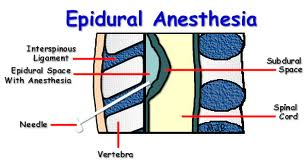 Epidural Anesthesia
Interspinous
Ligament
Epidural Space
With Anesthesia
Needle
Vertebra
Subdural
Space
Spinal
Cord